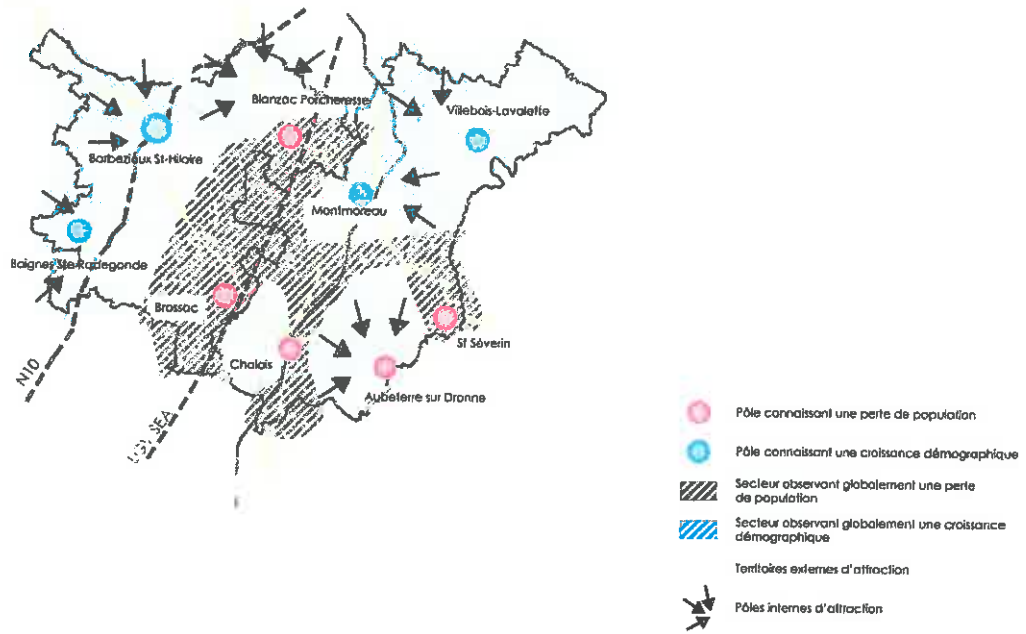 Blanzac Porcheresse
Villebois-Lavalette
Barbezieux St-Hilaire
Montmoreau
Baignes Ste-Radegonde
Brossac
St Séverin
Chalais
Aubeterre sur Dronne
N10
LGV SEA
Pôle connaissant une perte de population
Pôle connaissant une croissance démographique
Secteur observant globalement une perte
de population
Secteur observant globalement une croissance
démographique
Territoires externes d'attraction
Pôles internes d'attraction